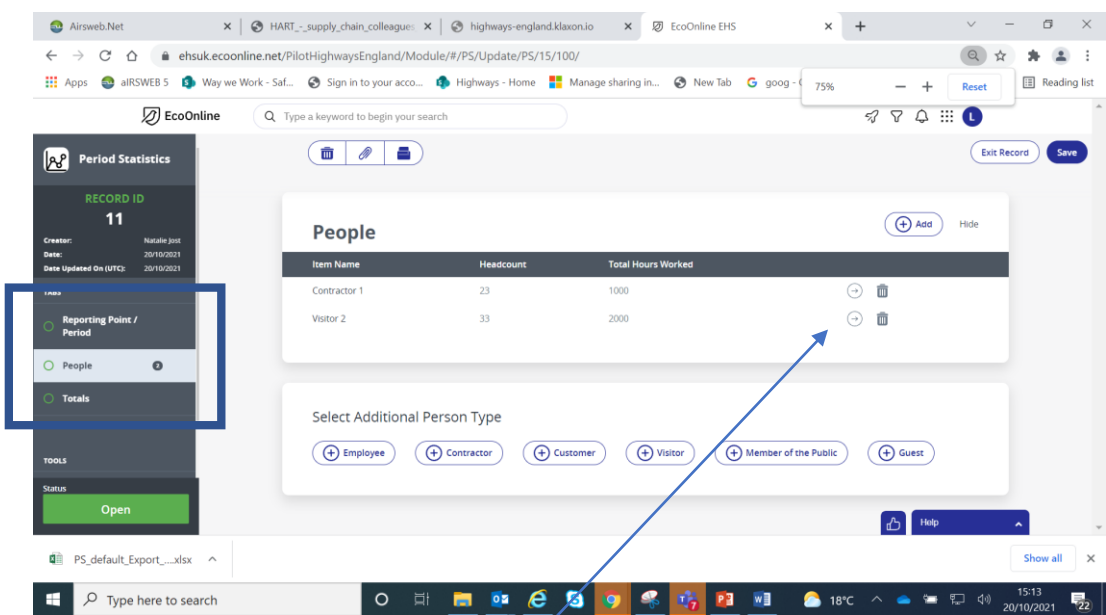 Airsweb.Net
HART_-_supply_chain_colleagues
highways-england.klaxon.io
EcoOnline EHS
ehsuk.ecoonline.net/PilotHighwaysEngland/Module/#/PS/Update/PS/15/100/
Apps
aIRSWEB 5
Way we Work - Saf...
Sign in to your acco...
Highways - Home
Manage sharing in...
New Tab
goog -
75%
Reset
Reading list
EcoOnline
Type a keyword to begin your search
L
Period Statistics
Exit Record
Save
RECORD ID
11
Creator: Natalie Jost
Date: 20/10/2021
Date Updated On (UTC): 20/10/2021
TABS
Reporting Point /
Period
People 2
Totals
TOOLS
Status
Open
People
Add
Hide
Item Name Headcount Total Hours Worked
Contractor 1 23 1000
Visitor 2 33 2000
Select Additional Person Type
Employee Contractor Customer Visitor Member of the Public Guest
Help
PS_default_Export_....xlsx
Show all
Type here to search
18°C
15:13
20/10/2021
22